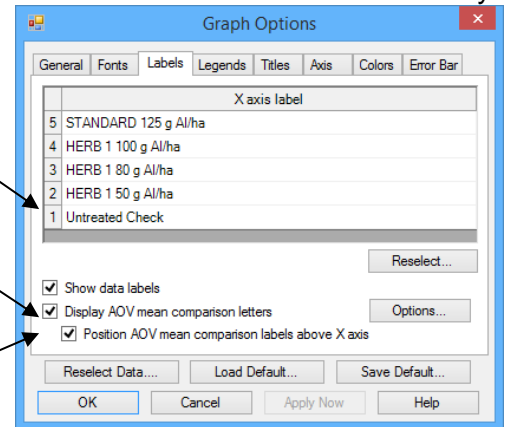 Graph Options
General Fonts Labels Legends Titles Axis Colors Error Bar
X axis label
5 STANDARD 125 g AI/ha
4 HERB 1 100 g AI/ha
3 HERB 1 80 g AI/ha
2 HERB 1 50 g AI/ha
1 Untreated Check
Reselect...
Show data labels
Display AOV mean comparison letters Options...
Position AOV mean comparison labels above X axis
Reselect Data.... Load Default... Save Default...
OK Cancel Apply Now Help